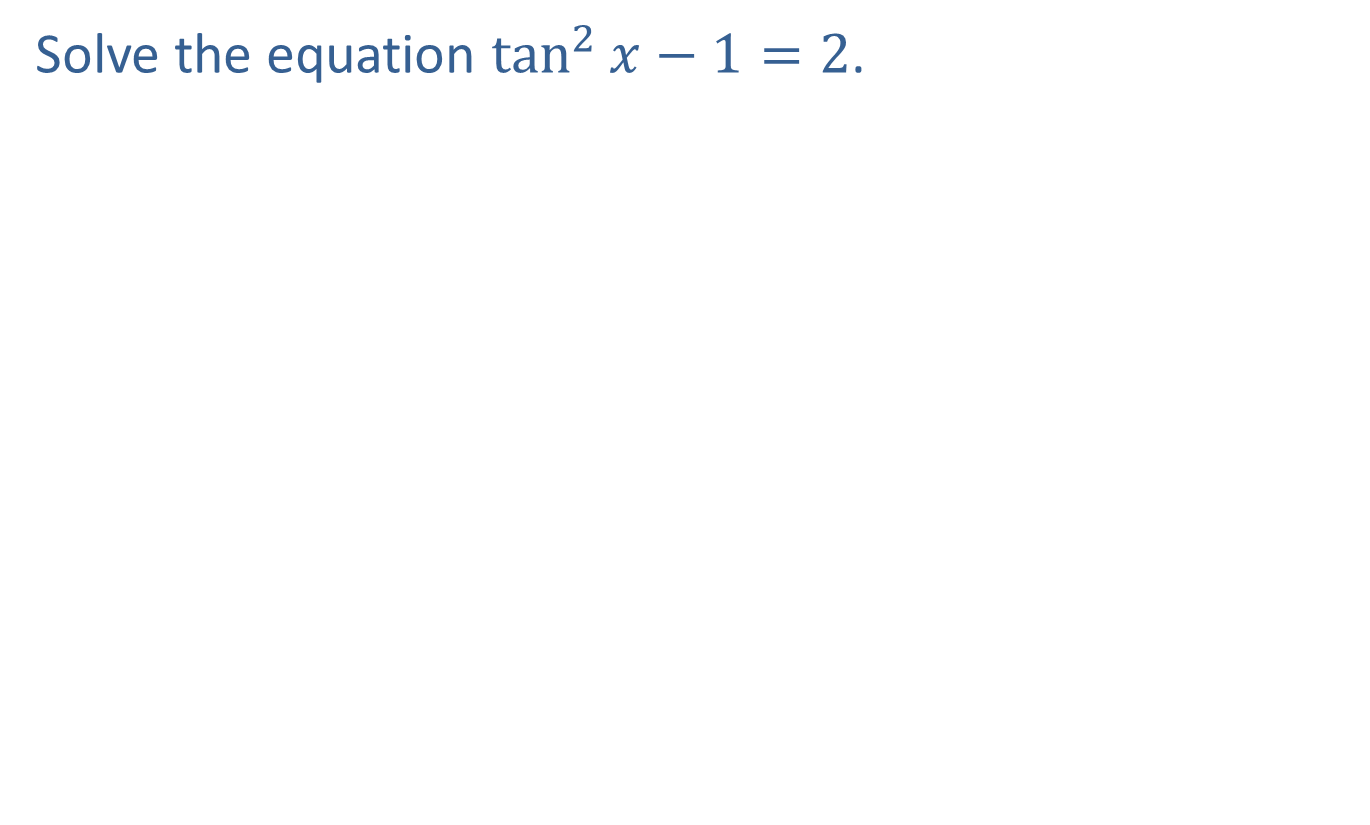 Solve the equation tan² x − 1 = 2.